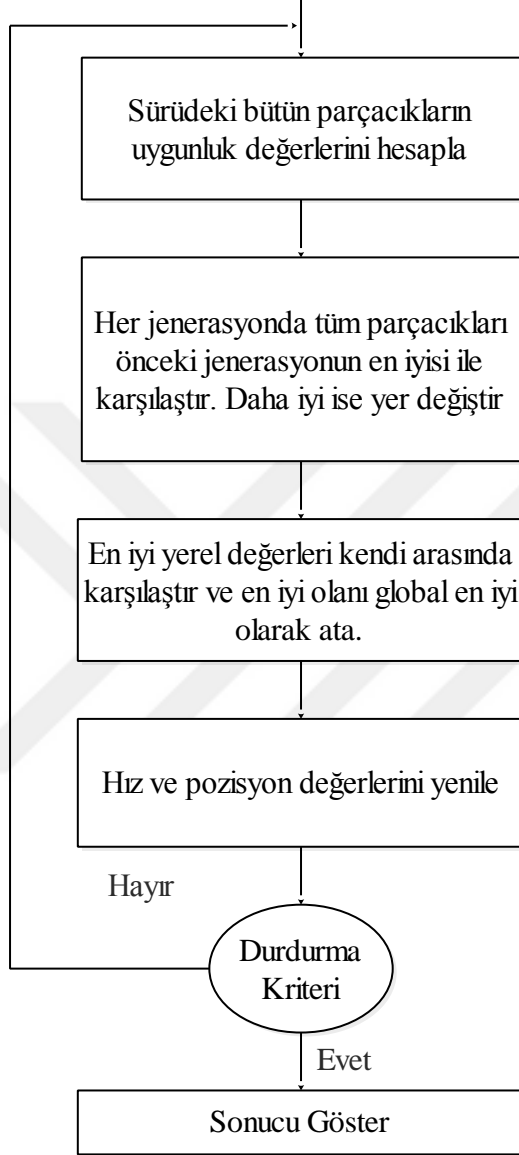 Sürüdeki bütün parçacıkların
uygunluk değerlerini hesapla
Her jenerasyonda tüm parçacıkları
önceki jenerasyonun en iyisi ile
karşılaştır. Daha iyi ise yer değiştir
En iyi yerel değerleri kendi arasında
karşılaştır ve en iyi olanı global en iyi
olarak ata.
Hız ve pozisyon değerlerini yenile
Hayır
Durdurma
Kriteri
Evet
Sonucu Göster